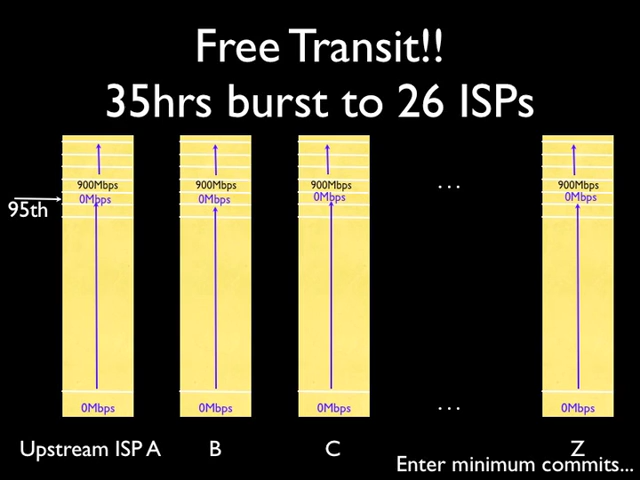 Free Transit!!
35hrs burst to 26 ISPs
900Mbps 900Mbps 900Mbps ... 900Mbps
0Mbps 0Mbps 0Mbps 0Mbps
95th
0Mbps 0Mbps 0Mbps ... 0Mbps
Upstream ISP A B C Z
Enter minimum commits...